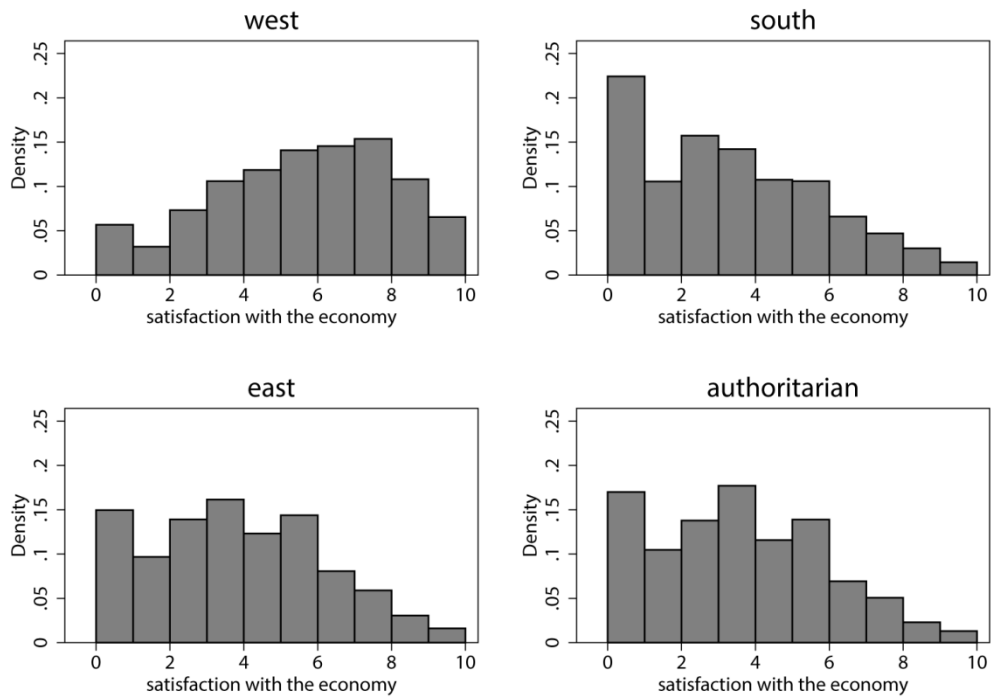 west
Density
0 .05 .1 .15 .2 .25
0 2 4 6 8 10
satisfaction with the economy
south
Density
0 .05 .1 .15 .2 .25
0 2 4 6 8 10
satisfaction with the economy
east
Density
0 .05 .1 .15 .2 .25
0 2 4 6 8 10
satisfaction with the economy
authoritarian
Density
0 .05 .1 .15 .2 .25
0 2 4 6 8 10
satisfaction with the economy